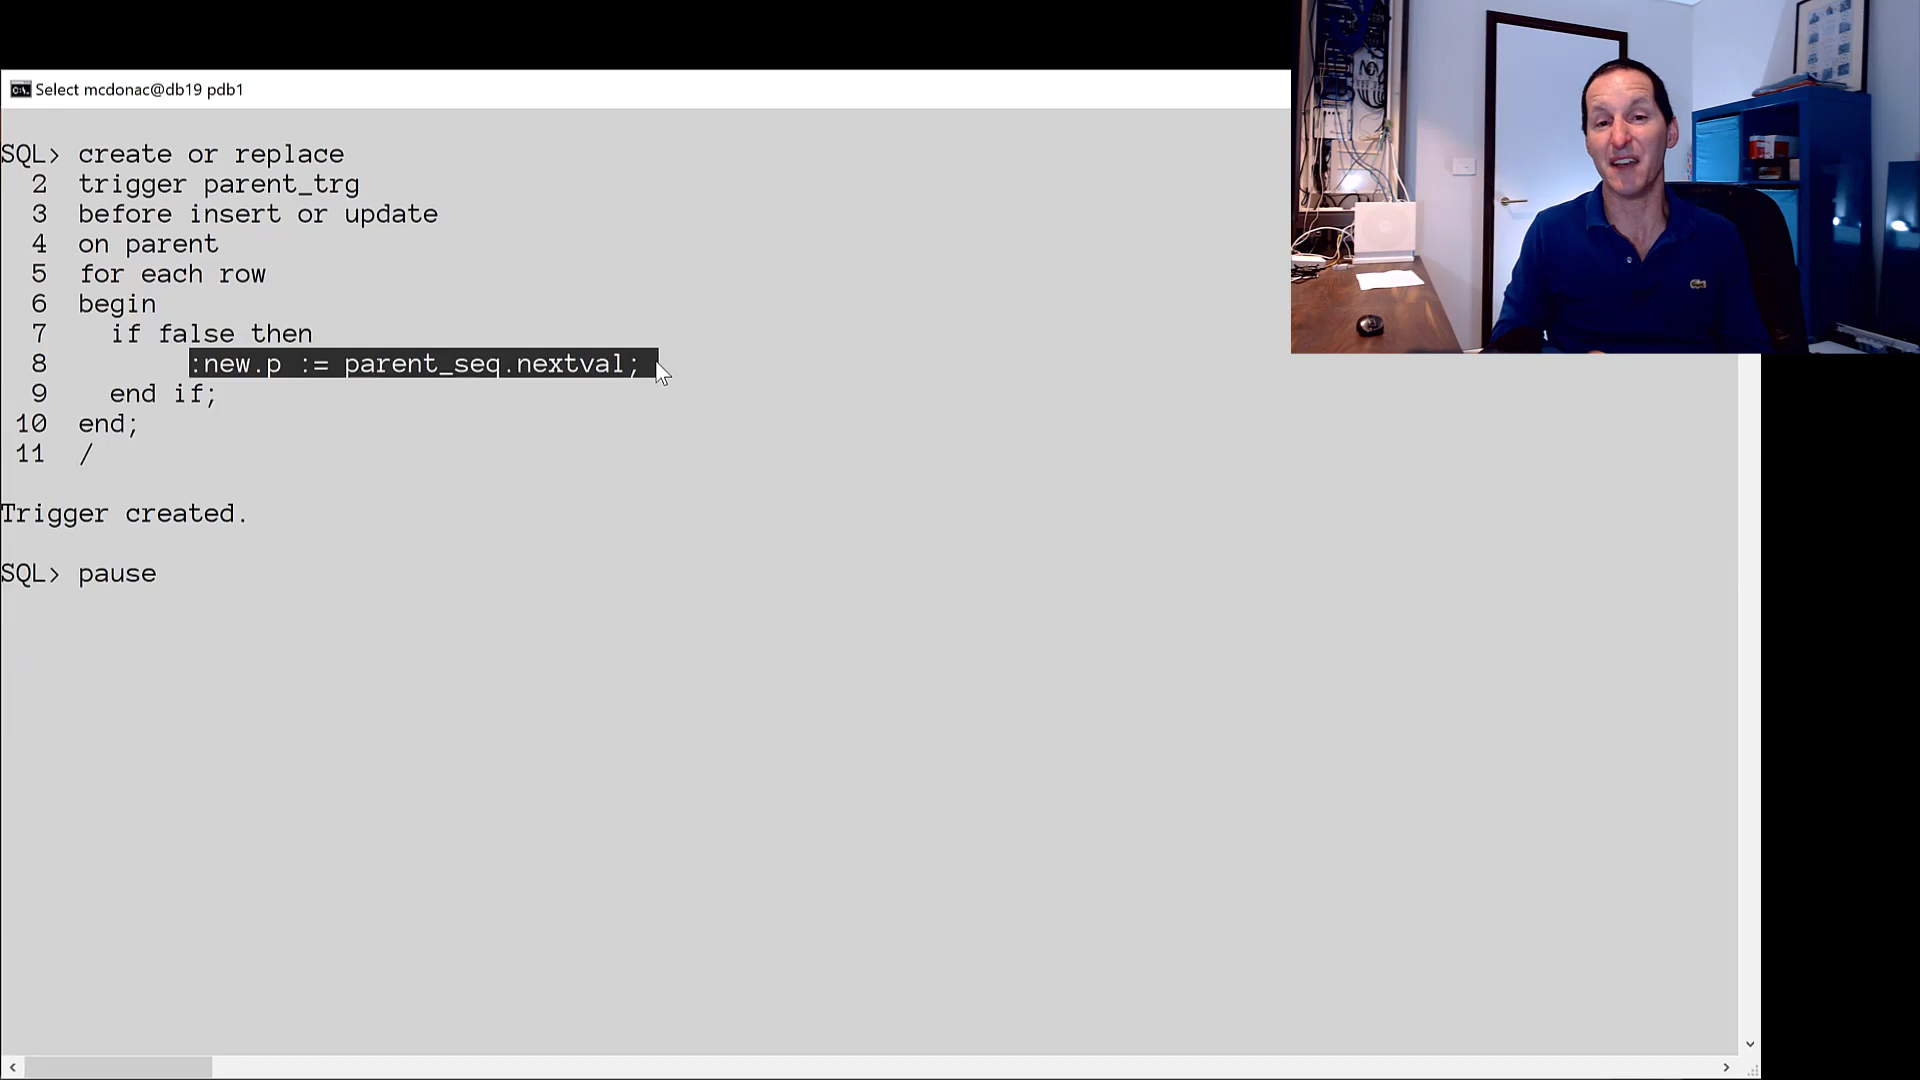 Select mcdonac@db19 pdb1
SQL> create or replace
2 trigger parent_trg
3 before insert or update
4 on parent
5 for each row
6 begin
7 if false then
8 :new.p := parent_seq.nextval;
9 end if;
10 end;
11 /
Trigger created.
SQL> pause